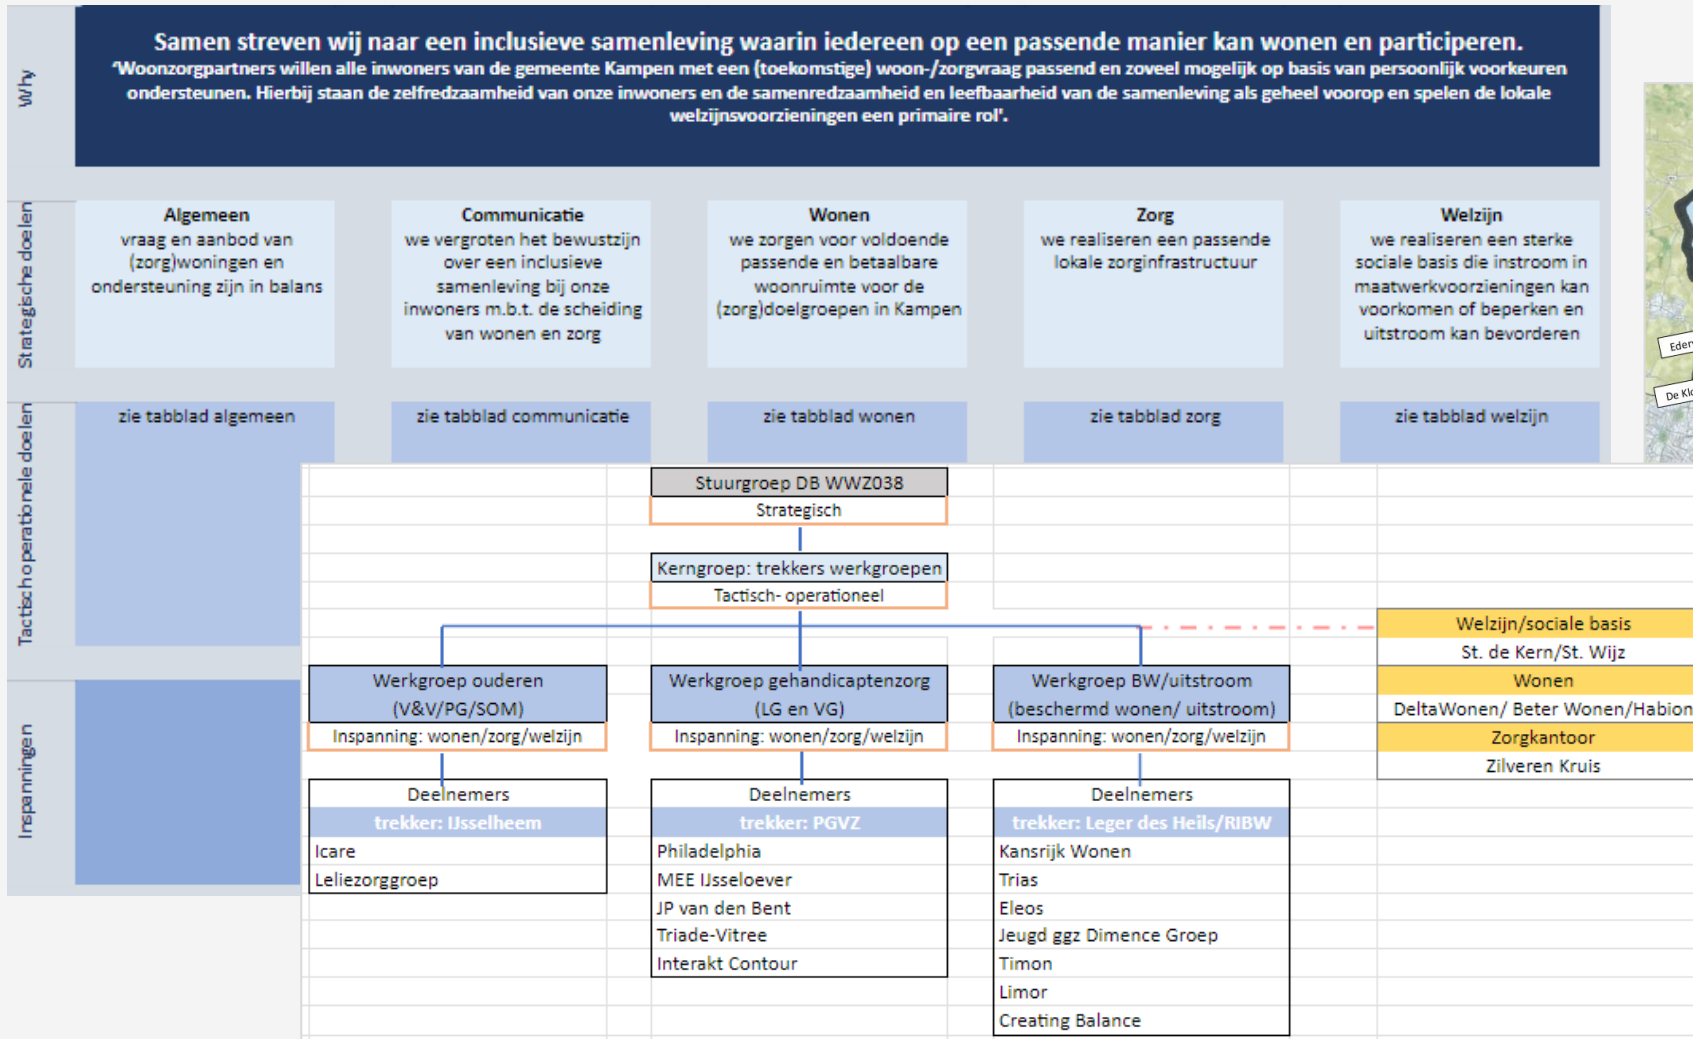 Why
Samen streven wij naar een inclusieve samenleving waarin iedereen op een passende manier kan wonen en participeren.
'Woonzorgpartners willen alle inwoners van de gemeente Kampen met een (toekomstige) woon-/zorgvraag passend en zoveel mogelijk op basis van persoonlijk voorkeuren
ondersteunen. Hierbij staan de zelfredzaamheid van onze inwoners en de samenredzaamheid en leefbaarheid van de samenleving als geheel voorop en spelen de lokale
welzijnsvoorzieningen een primaire rol'.
Strategische doelen
Algemeen
vraag en aanbod van
(zorg)woningen en
ondersteuning zijn in balans
Communicatie
we vergroten het bewustzijn
over een inclusieve
samenleving bij onze
inwoners m.b.t. de scheiding
van wonen en zorg
Wonen
we zorgen voor voldoende
passende en betaalbare
woonruimte voor de
(zorg)doelgroepen in Kampen
Zorg
we realiseren een passende
lokale zorginfrastructuur
Welzijn
we realiseren een sterke
sociale basis die instroom in
maatwerkvoorzieningen kan
voorkomen of beperken en
uitstroom kan bevorderen
Tactisch operationele doelen
zie tabblad algemeen
zie tabblad communicatie
zie tabblad wonen
zie tabblad zorg
zie tabblad welzijn
Inspanningen
Stuurgroep DB WWZ038
Strategisch
Kerngroep: trekkers werkgroepen
Tactisch- operationeel
Werkgroep ouderen
(V&V/PG/SOM)
Inspanning: wonen/zorg/welzijn
Deelnemers
trekker: IJsselheem
Icare
Leliezorggroep
Werkgroep gehandicaptenzorg
(LG en VG)
Inspanning: wonen/zorg/welzijn
Deelnemers
trekker: PGVZ
Philadelphia
MEE IJsseloever
JP van den Bent
Triade-Vitree
Interakt Contour
Werkgroep BW/uitstroom
(beschermd wonen/ uitstroom)
Inspanning: wonen/zorg/welzijn
Deelnemers
trekker: Leger des Heils/RIBW
Kansrijk Wonen
Trias
Eleos
Jeugd ggz Dimence Groep
Timon
Limor
Creating Balance
Welzijn/sociale basis
St. de Kern/St. Wijz
Wonen
DeltaWonen/ Beter Wonen/Habion
Zorgkantoor
Zilveren Kruis
De